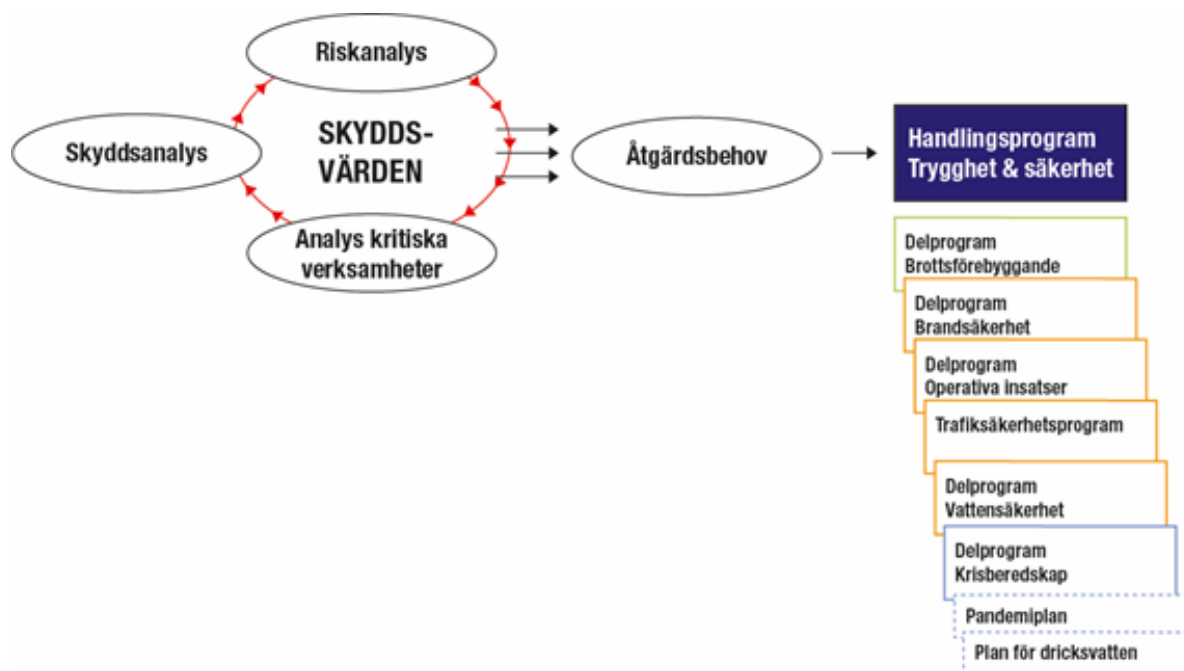 Riskanalys
Skyddsanalys
SKYDDS-
VÄRDEN
Analys kritiska
verksamheter
Åtgärdsbehov
Handlingsprogram
Trygghet & säkerhet
Delprogram
Brottsförebyggande
Delprogram
Brandsäkerhet
Delprogram
Operativa insatser
Trafiksäkerhetsprogram
Delprogram
Vattensäkerhet
Delprogram
Krisberedskap
Pandemiplan
Plan för dricksvatten